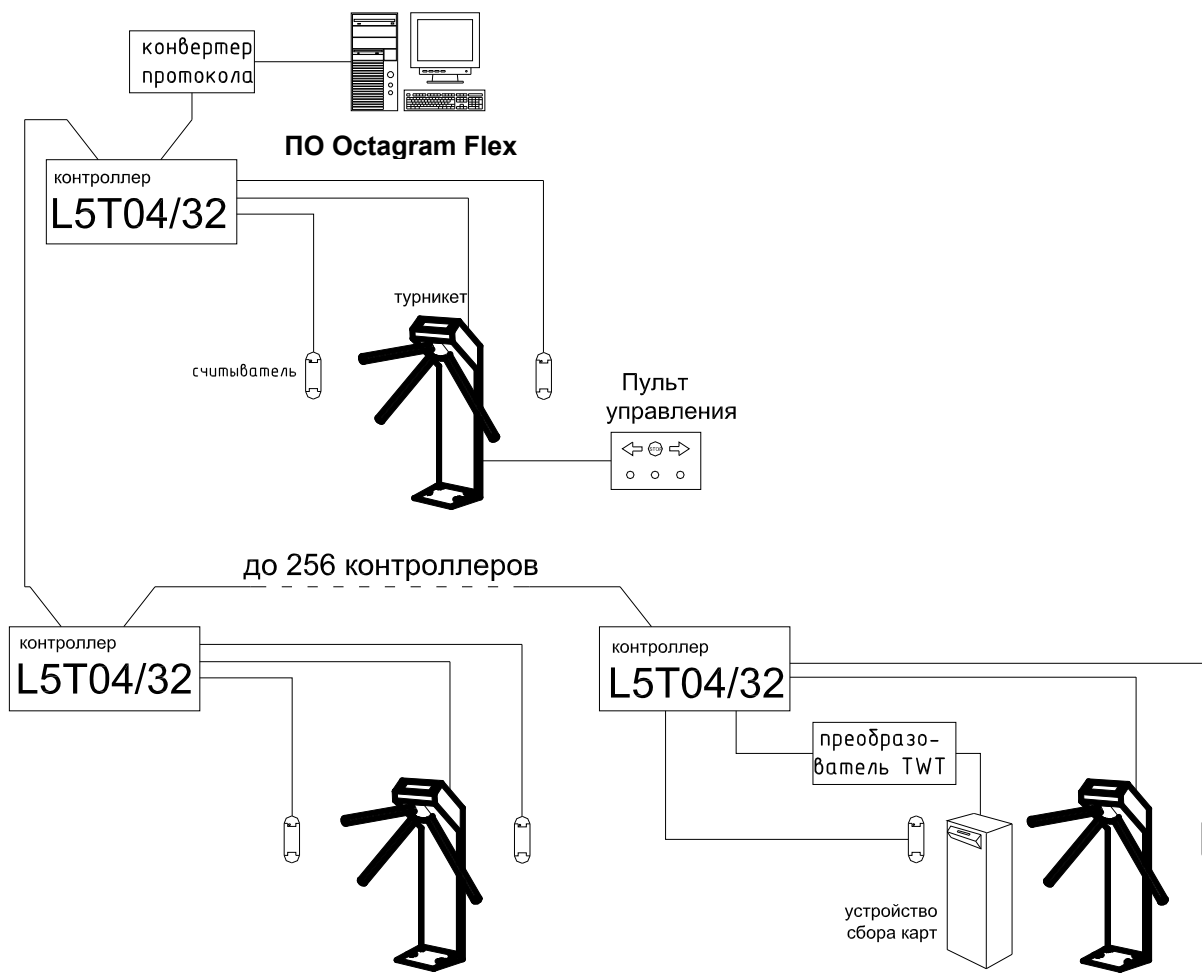 конвертер
протокола
ПО Octagram Flex
контроллер
L5T04/32
турникет
считыватель
Пульт
управления
STOP
до 256 контроллеров
контроллер
L5T04/32
контроллер
L5T04/32
преобразо-
ватель TWT
устройство
сбора карт